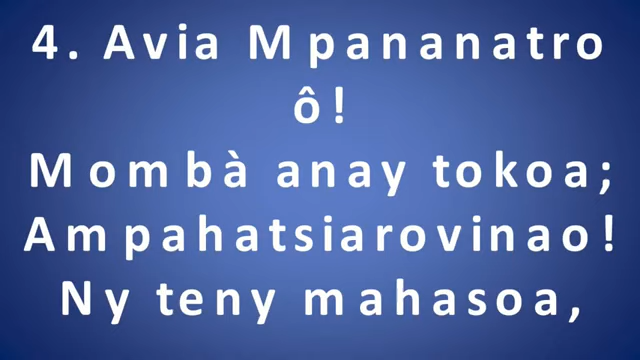 4. Avia Mpananatro
ô!
Mombà anay tokoa;
Ampahatsiarovinao!
Ny teny mahasoa,